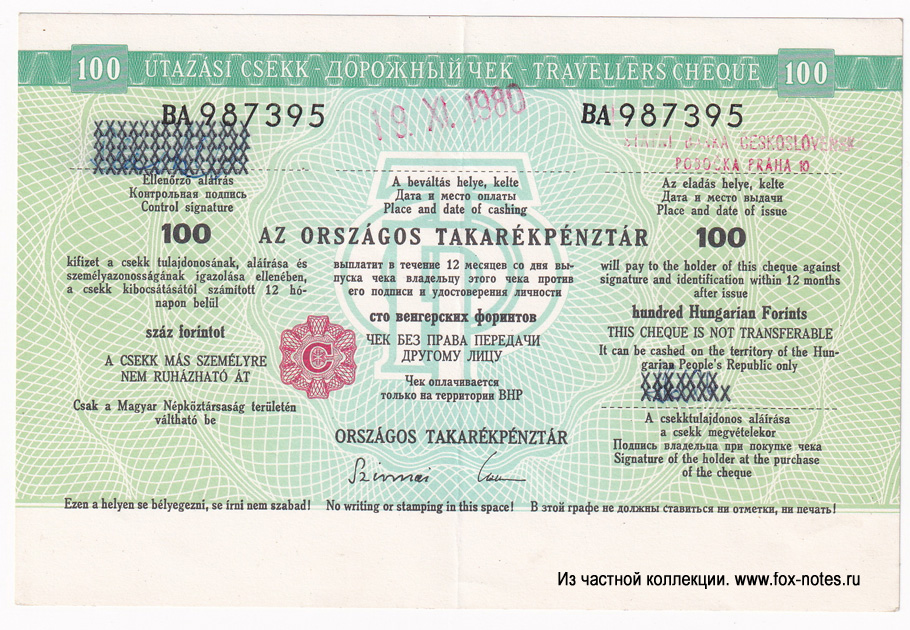 100 UTAZÁSI CSEKK - ДОРОЖНЫЙ ЧЕК - TRAVELLERS CHEQUE 100
BA 987395
19. XI. 1980
BA 987395
BANKA ČESKOSLOVENSK
POBOČKA PRAHA 10
Ellenőrző aláírás
Контрольная подпись
Control signature
A beváltás helye, kelte
Дата и место оплаты
Place and date of cashing
Az eladás helye, kelte
Дата и место выдачи
Place and date of issue
100 AZ ORSZÁGOS TAKARÉKPÉNZTÁR 100
kifizet a csekk tulajdonosának, aláírása és
személyazonosságának igazolása ellenében,
a csekk kibocsátásától számított 12 hó-
napon belül
száz forintot
A CSEKK MÁS SZEMÉLYRE
NEM RUHÁZHATÓ ÁT
Csak a Magyar Népköztársaság területén
váltható be
C
выплатит в течение 12 месяцев со дня вы-
пуска чека владельцу этого чека против
его подписи и удостоверения личности
сто венгерских форинтов
ЧЕК БЕЗ ПРАВА ПЕРЕДАЧИ
ДРУГОМУ ЛИЦУ
Чек оплачивается
только на территории ВНР
will pay to the holder of this cheque against
signature and identification within 12 months
after issue
hundred Hungarian Forints
THIS CHEQUE IS NOT TRANSFERABLE
It can be cashed on the territory of the Hun-
garian People's Republic only
A csekktulajdonos aláírása
a csekk megvételekor
Подпись владельца при покупке чека
Signature of the holder at the purchase
of the cheque
ORSZÁGOS TAKARÉKPÉNZTÁR
Ezen a helyen se bélyegezni, se írni nem szabad! No writing or stamping in this space! В этой графе не должны ставиться ни отметки, ни печать!
Из частной коллекции. www.fox-notes.ru